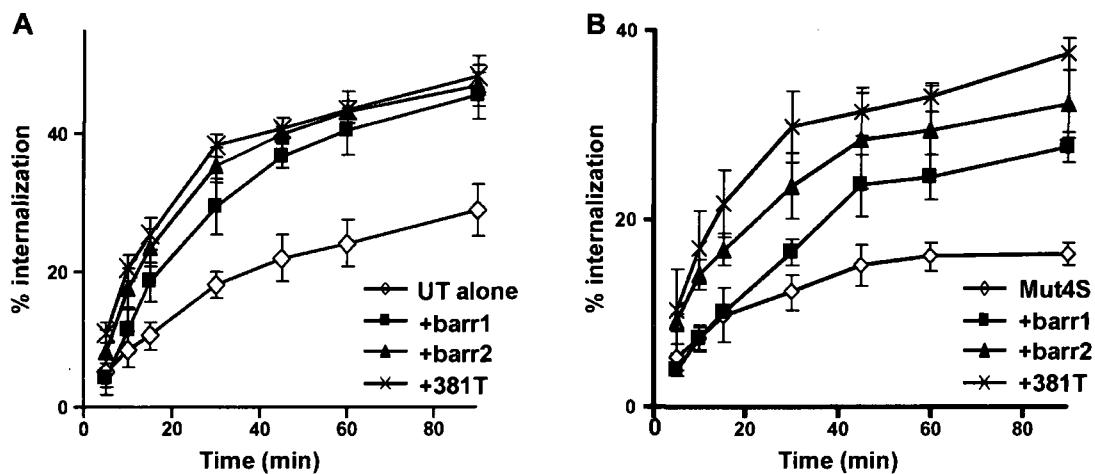 A
% internalization
40
20
0
0
20
40
60
80
Time (min)
UT alone
+barr1
+barr2
+381T
B
% internalization
40
20
0
0
20
40
60
80
Time (min)
Mut4S
+barr1
+barr2
+381T